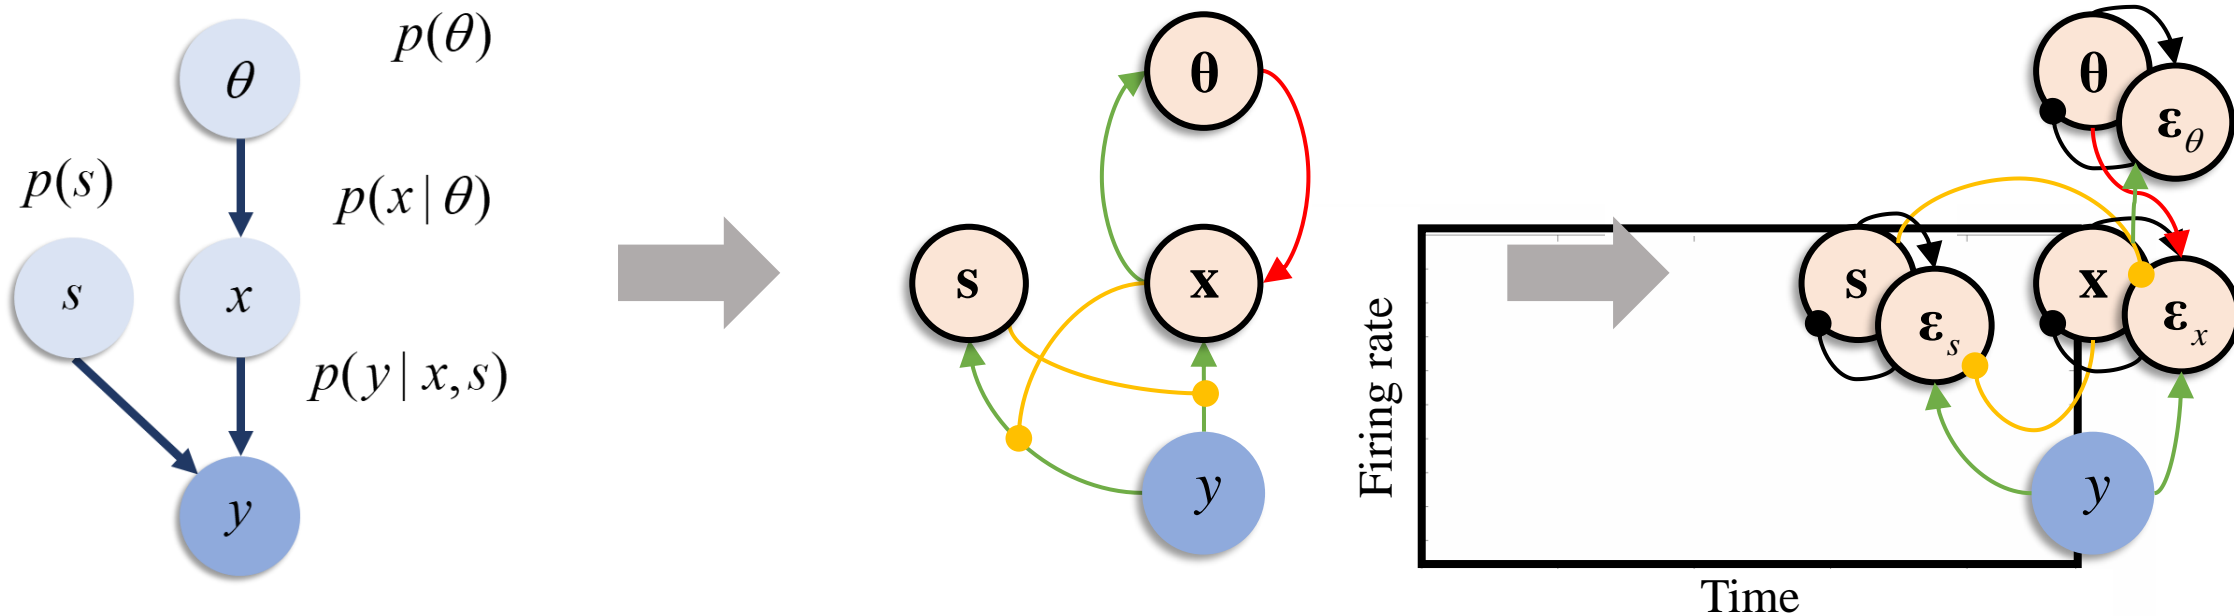 p(θ)
θ
p(s)
p(x | θ)
s
x
p(y | x, s)
y
θ
s
x
y
Firing rate
Time
θ
ε_θ
s
ε_s
x
ε_x
y